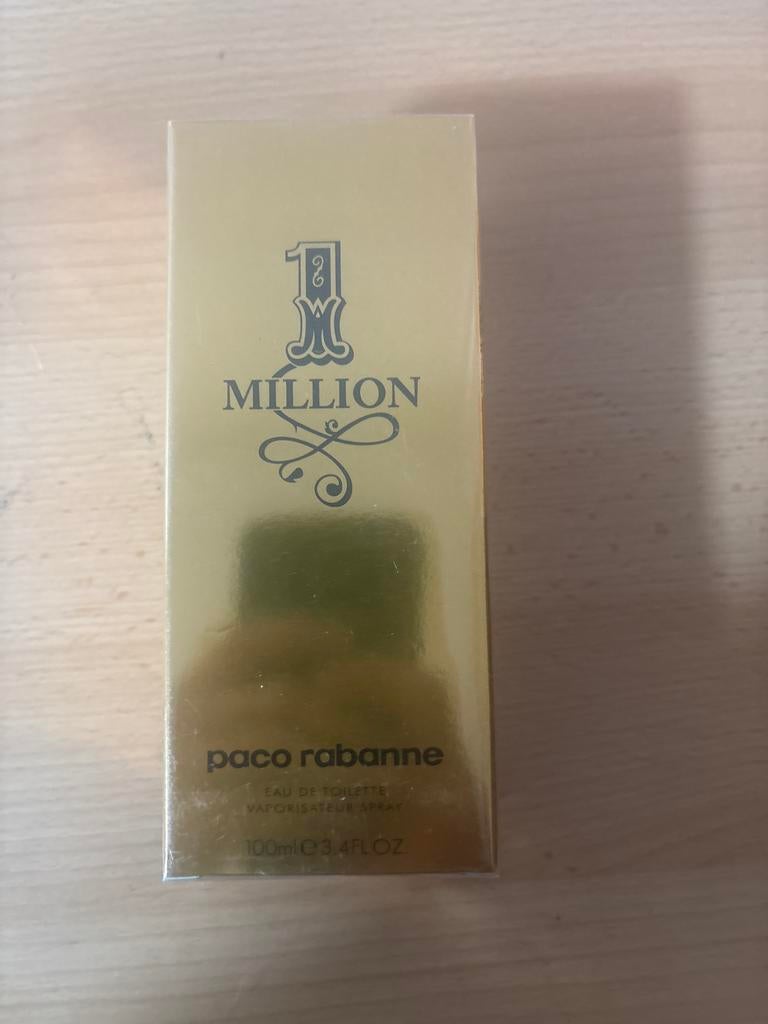 1
MILLION
paco rabanne
EAU DE TOILETTE
VAPORISATEUR SPRAY
100ml ℮ 3.4FL.OZ.